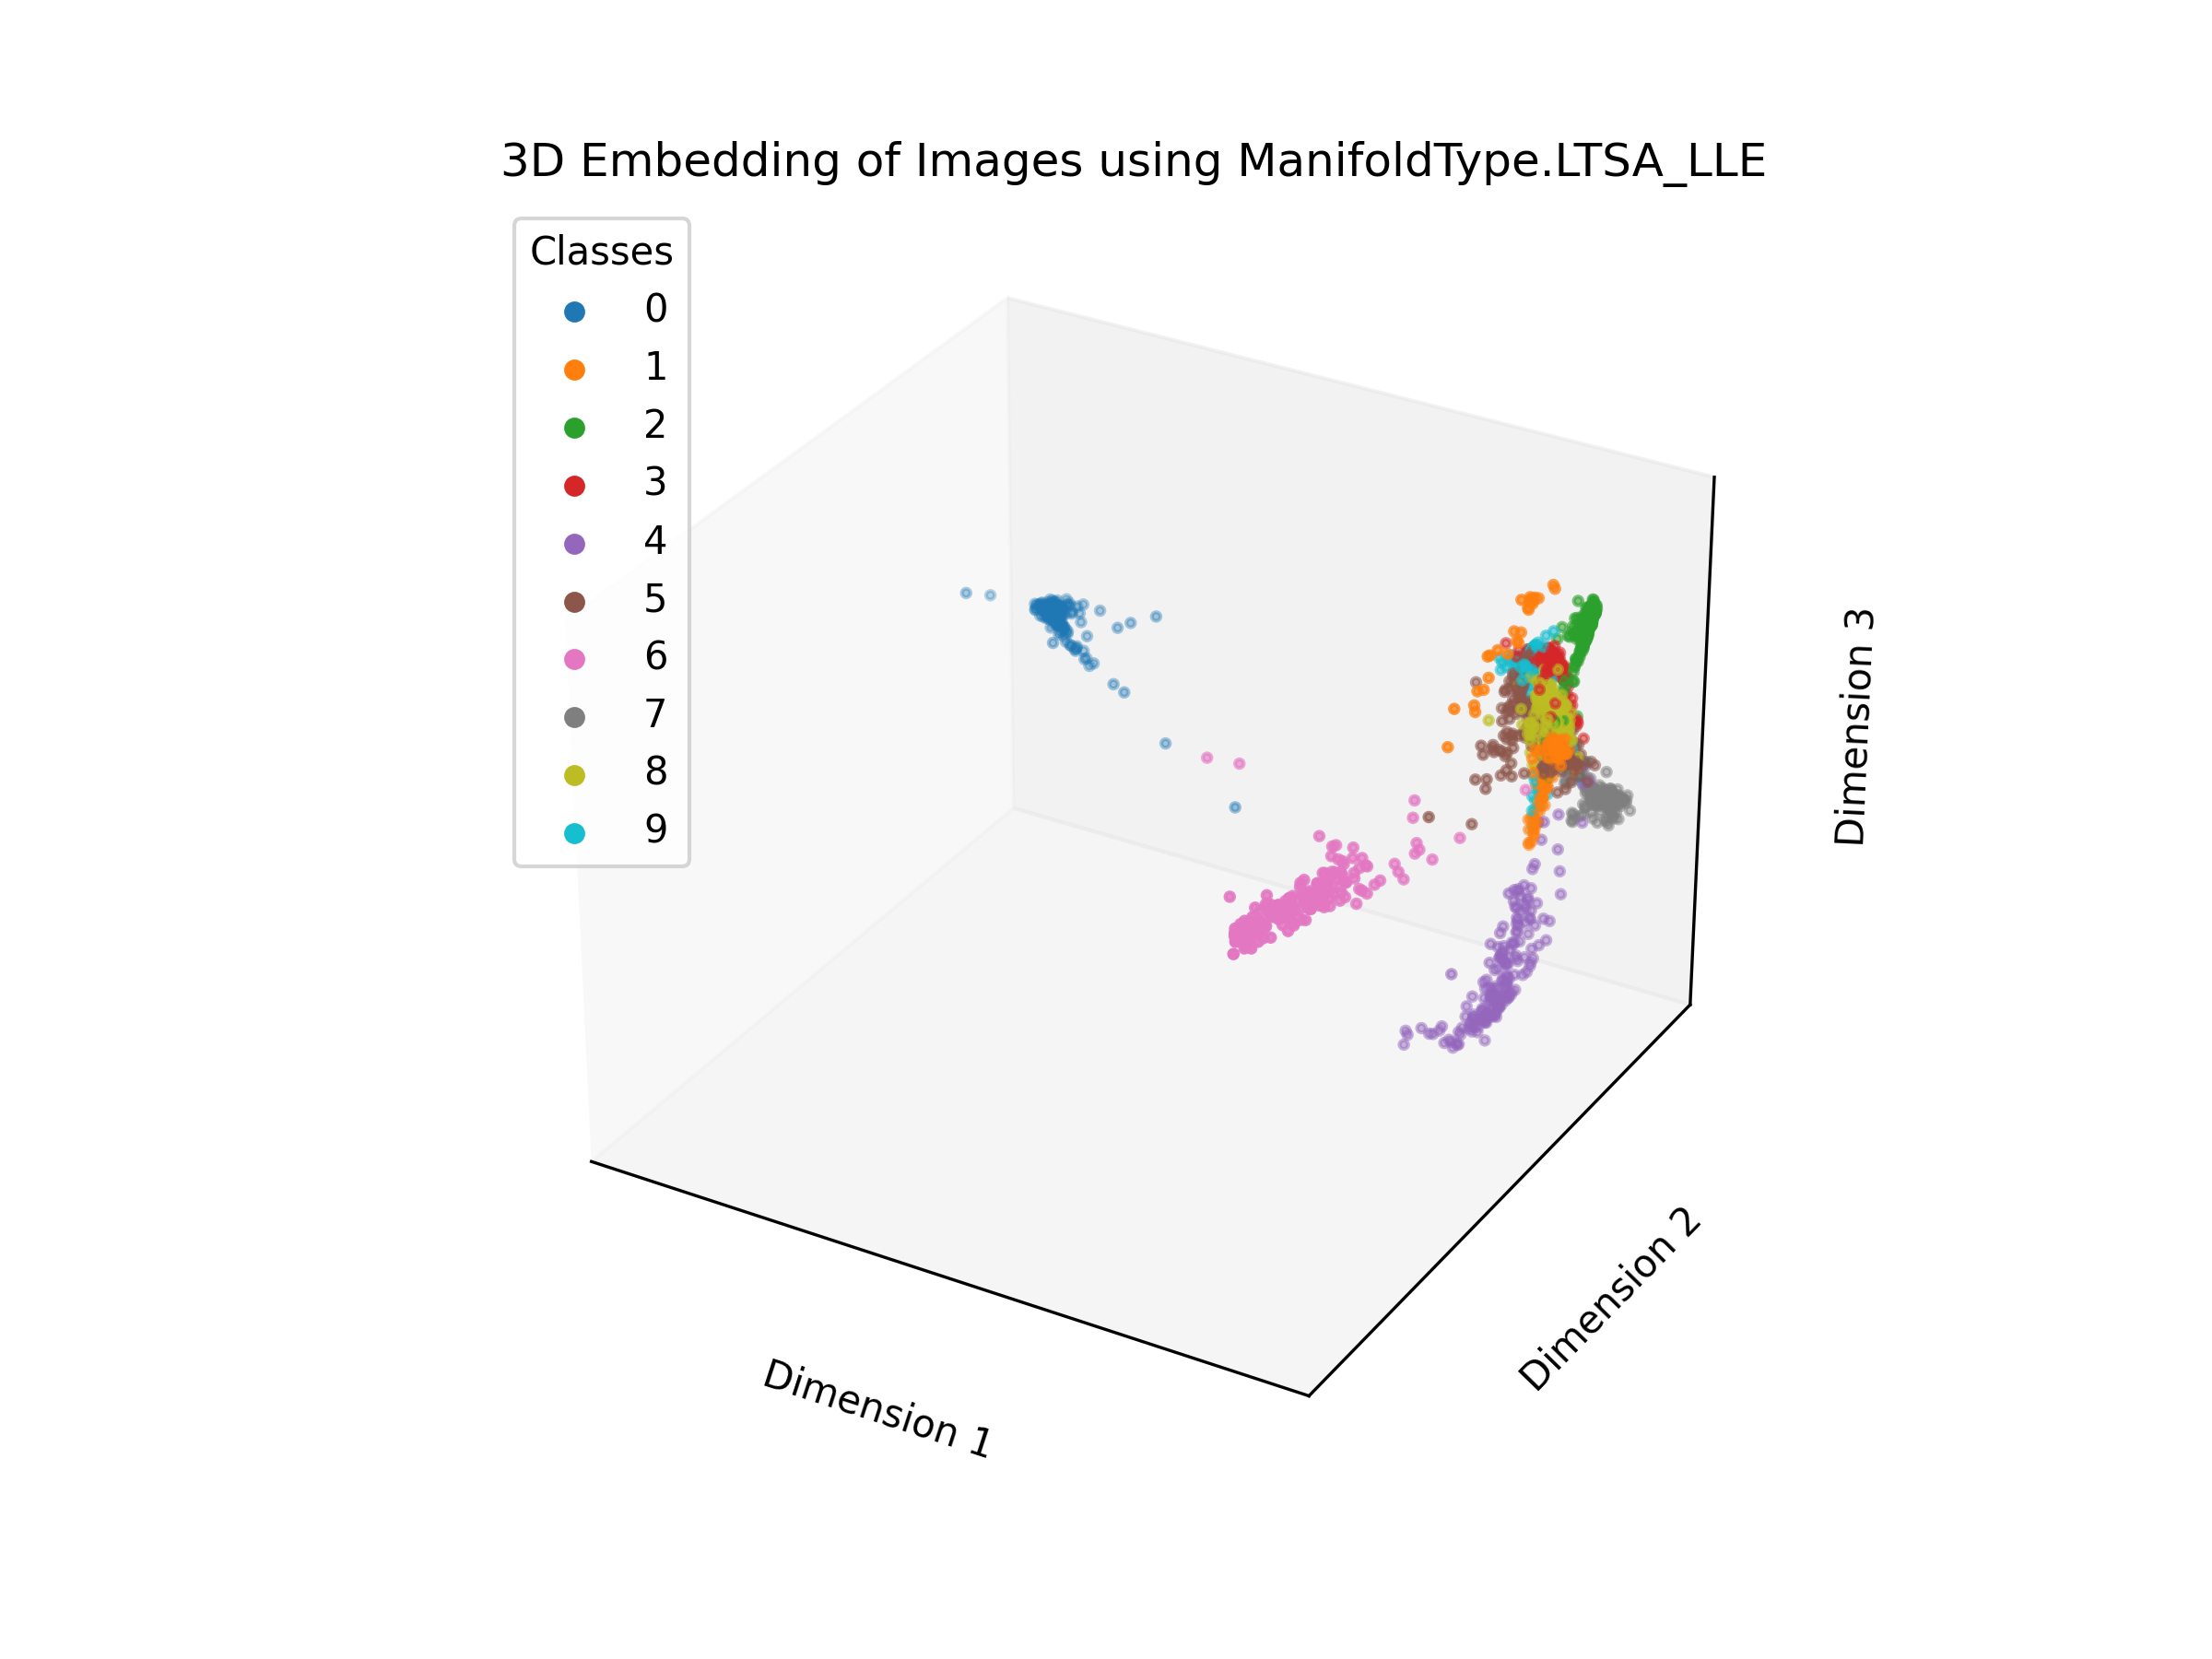 3D Embedding of Images using ManifoldType.LTSA_LLE
Classes
0
1
2
3
4
5
6
7
8
9
Dimension 3
Dimension 2
Dimension 1